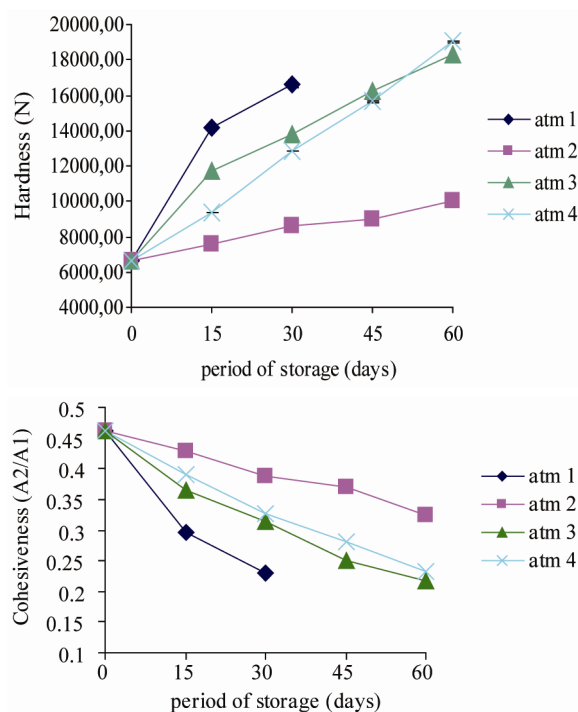 Hardness (N)
20000,00
18000,00
16000,00
14000,00
12000,00
10000,00
8000,00
6000,00
4000,00
0 15 30 45 60
period of storage (days)
atm 1
atm 2
atm 3
atm 4
Cohesiveness (A2/A1)
0.5
0.45
0.4
0.35
0.3
0.25
0.2
0.15
0.1
0 15 30 45 60
period of storage (days)
atm 1
atm 2
atm 3
atm 4